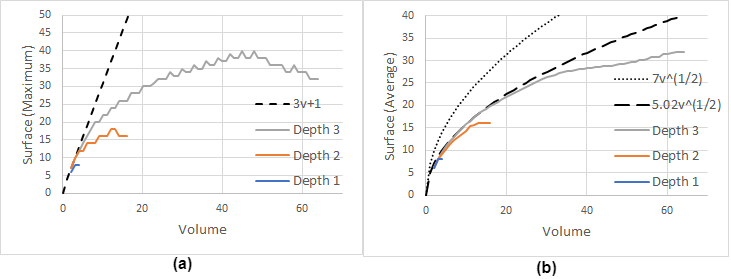 50
45
40
35
30
25
20
15
10
5
0
0 20 40 60
Surface (Maximum)
Volume
3v+1
Depth 3
Depth 2
Depth 1
(a)
40
35
30
25
20
15
10
5
0
0 20 40 60
Surface (Average)
Volume
7v^(1/2)
5.02v^(1/2)
Depth 3
Depth 2
Depth 1
(b)